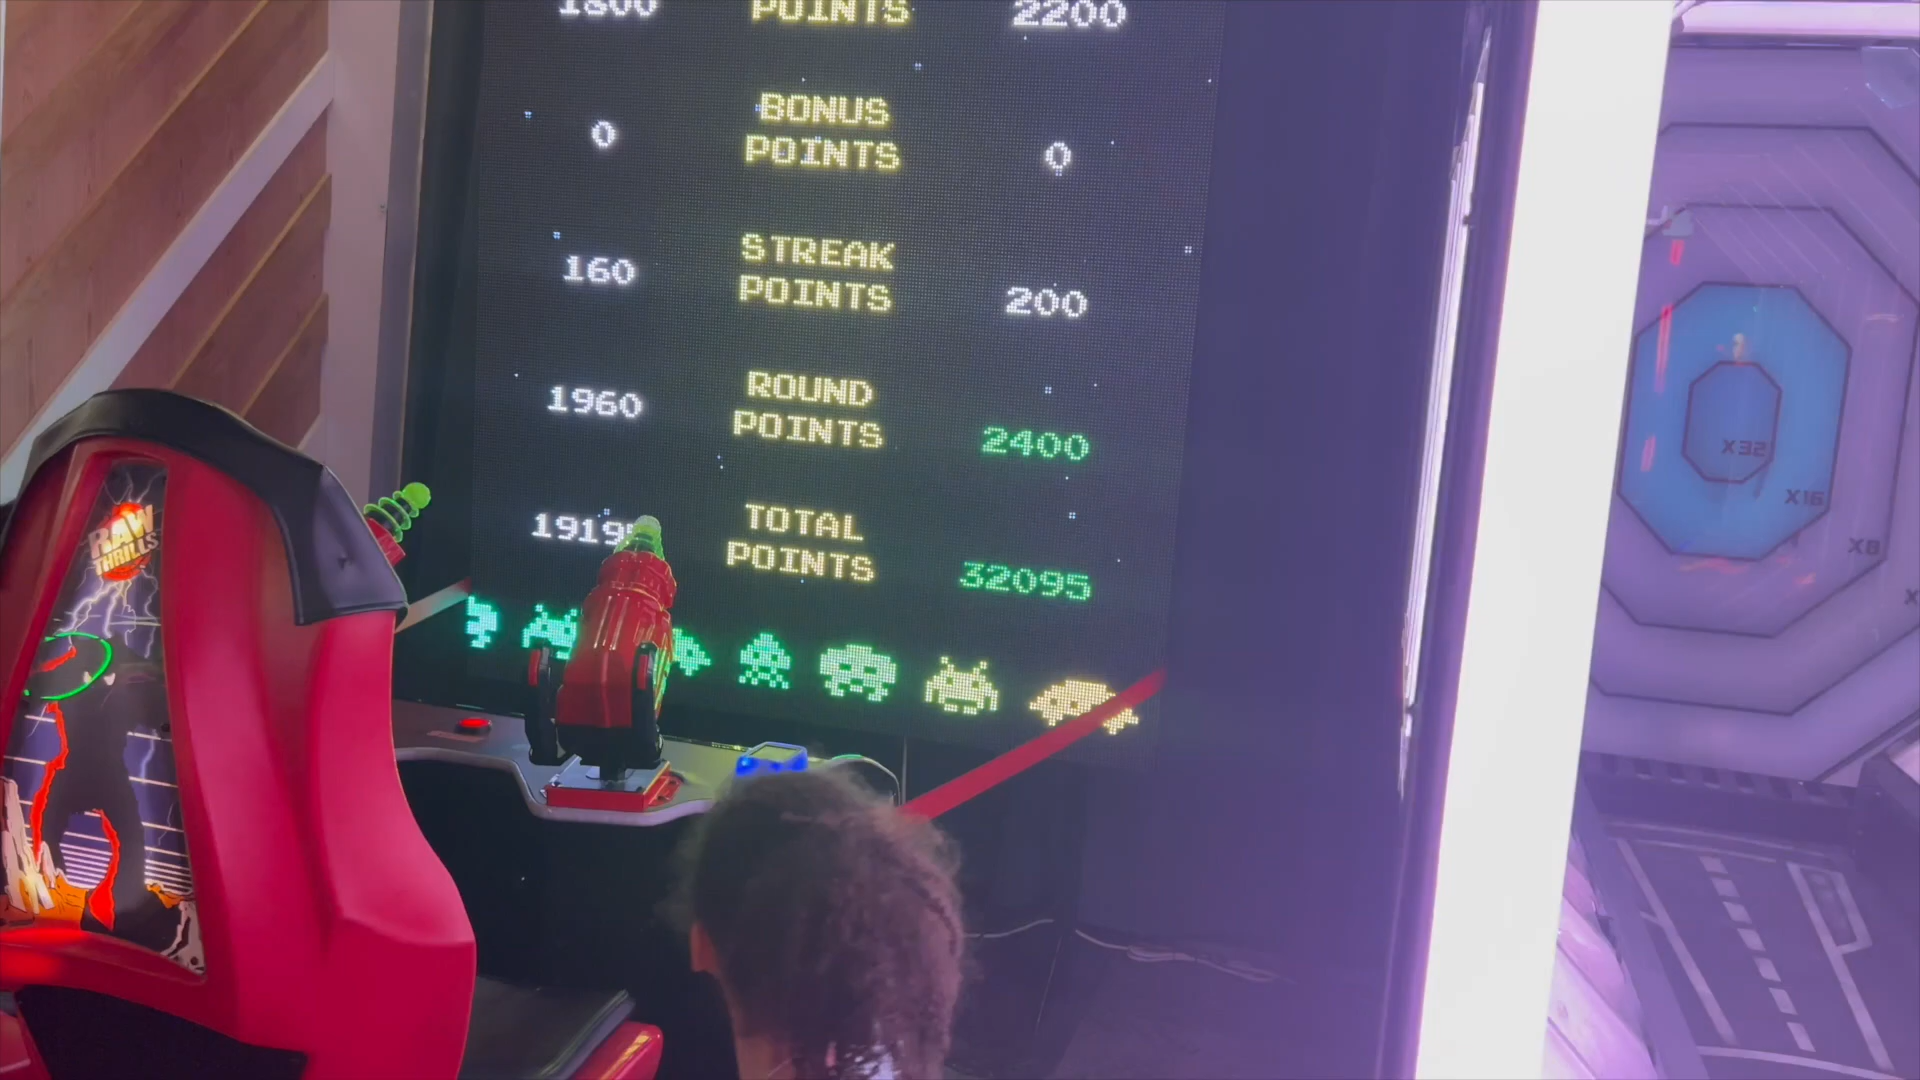 1800 POINTS 2200
BONUS
0 POINTS 0
STREAK
160 POINTS 200
ROUND
1960 POINTS 2400
TOTAL
POINTS 32095
RAW
THRILLS
X32
X16
X8